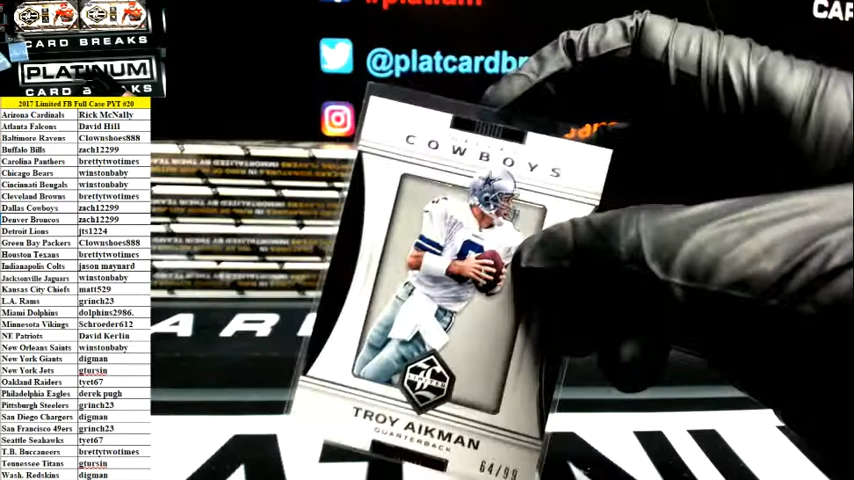 CARD BREAKS
PLATINUM
2017 Limited FB Full Case PYT #20
Arizona Cardinals Rick McNally
Atlanta Falcons David Hill
Baltimore Ravens Clownshoes888
Buffalo Bills zach12299
Carolina Panthers brettytwotimes
Chicago Bears winstonbaby
Cincinnati Bengals winstonbaby
Cleveland Browns brettytwotimes
Dallas Cowboys zach12299
Denver Broncos zach12299
Detroit Lions jts1224
Green Bay Packers Clownshoes888
Houston Texans brettytwotimes
Indianapolis Colts jason maynard
Jacksonville Jaguars winstonbaby
Kansas City Chiefs matt529
L.A. Rams grinch23
Miami Dolphins dolphins2986.
Minnesota Vikings Schroeder612
NE Patriots David Kerlin
New Orleans Saints winstonbaby
New York Giants digman
New York Jets gtursin
Oakland Raiders tyet67
Philadelphia Eagles derek pugh
Pittsburgh Steelers grinch23
San Diego Chargers digman
San Francisco 49ers grinch23
Seattle Seahawks tyet67
T.B. Buccaneers brettytwotimes
Tennessee Titans gtursin
Wash. Redskins digman
@platcardbr
COWBOYS
LIMITED
TROY AIKMAN
QUARTERBACK
64/99